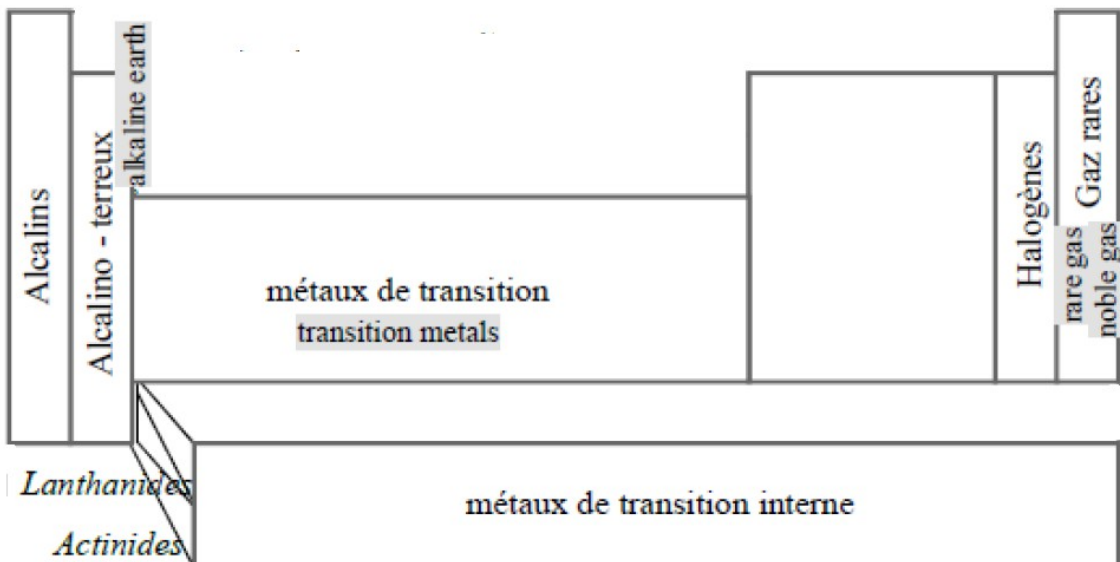 Alcalins
Alcalino - terreux
alkaline earth
métaux de transition
transition metals
Halogènes
Gaz rares
rare gas
noble gas
Lanthanides
Actinides
métaux de transition interne